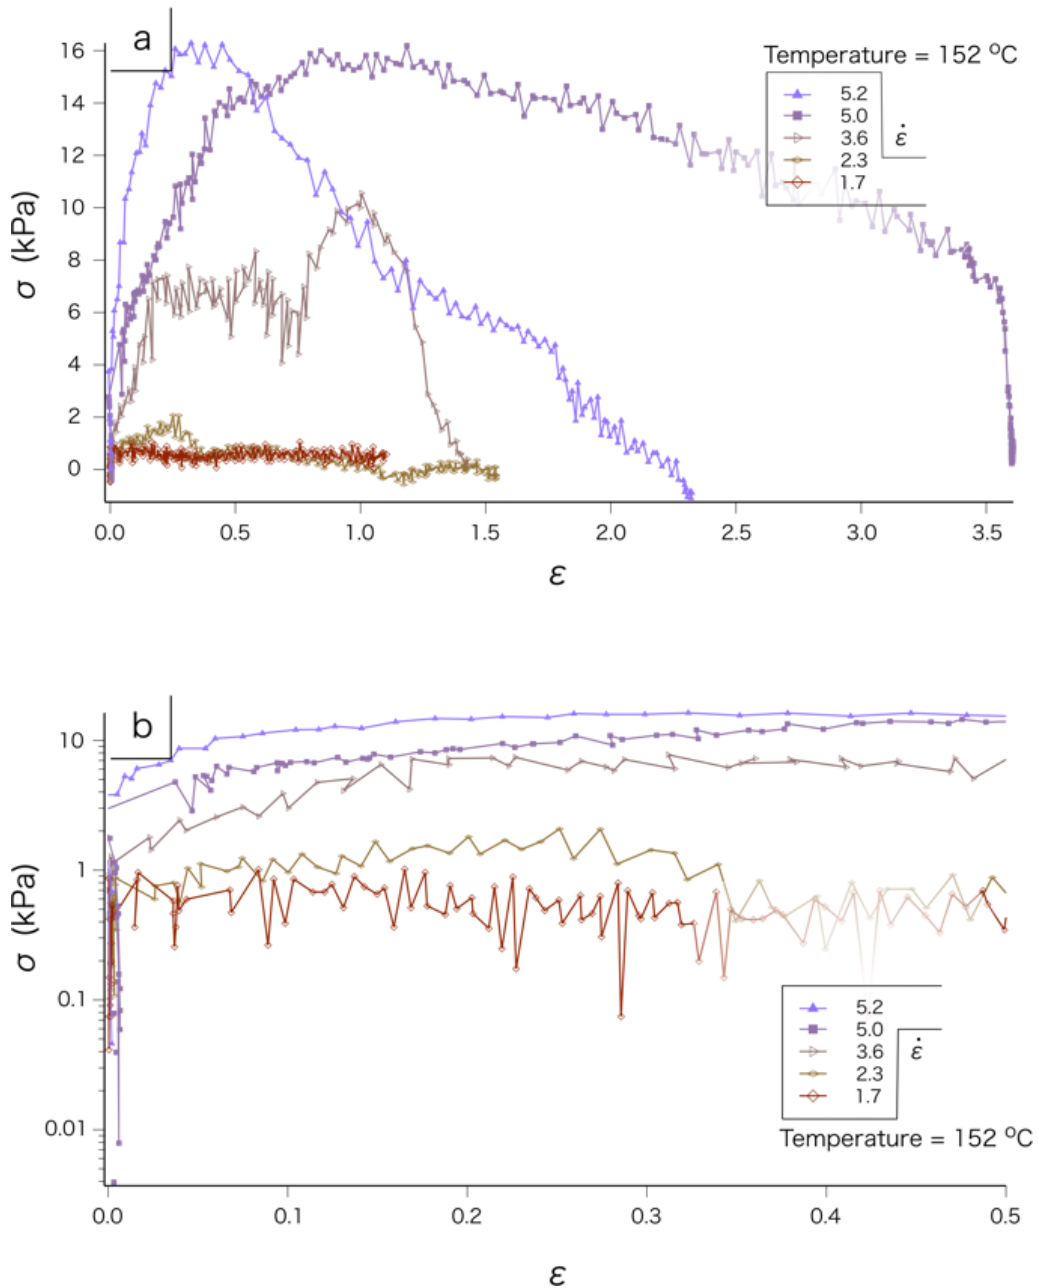 a
Temperature = 152 °C
5.2
5.0
3.6
2.3
1.7
ε̇
16
14
12
10
8
6
4
2
0
σ (kPa)
0.0 0.5 1.0 1.5 2.0 2.5 3.0 3.5
ε
b
10
1
0.1
0.01
σ (kPa)
5.2
5.0
3.6
2.3
1.7
ε̇
Temperature = 152 °C
0.0 0.1 0.2 0.3 0.4 0.5
ε